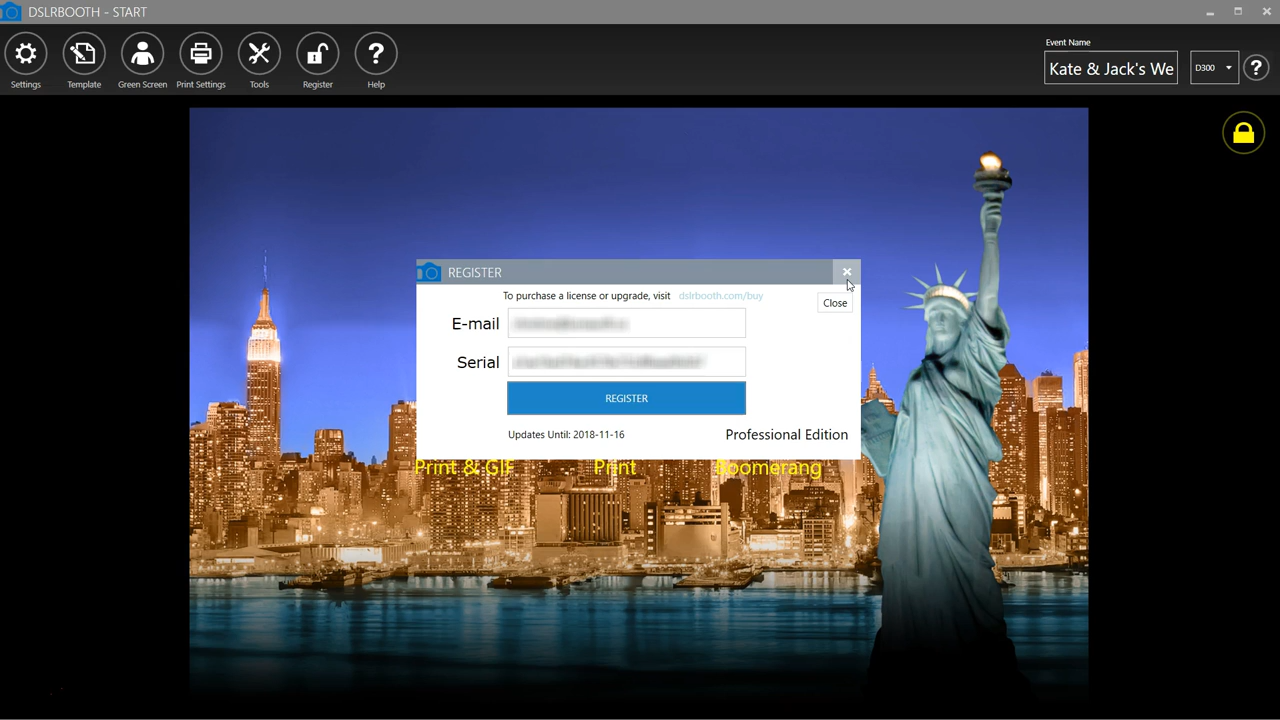 DSLRBOOTH - START
Settings
Template
Green Screen
Print Settings
Tools
Register
Help
Event Name
Kate & Jack's We
D300
REGISTER
To purchase a license or upgrade, visit dslrbooth.com/buy
Close
E-mail
Serial
REGISTER
Updates Until: 2018-11-16
Professional Edition
Print & GIF
Print
Boomerang